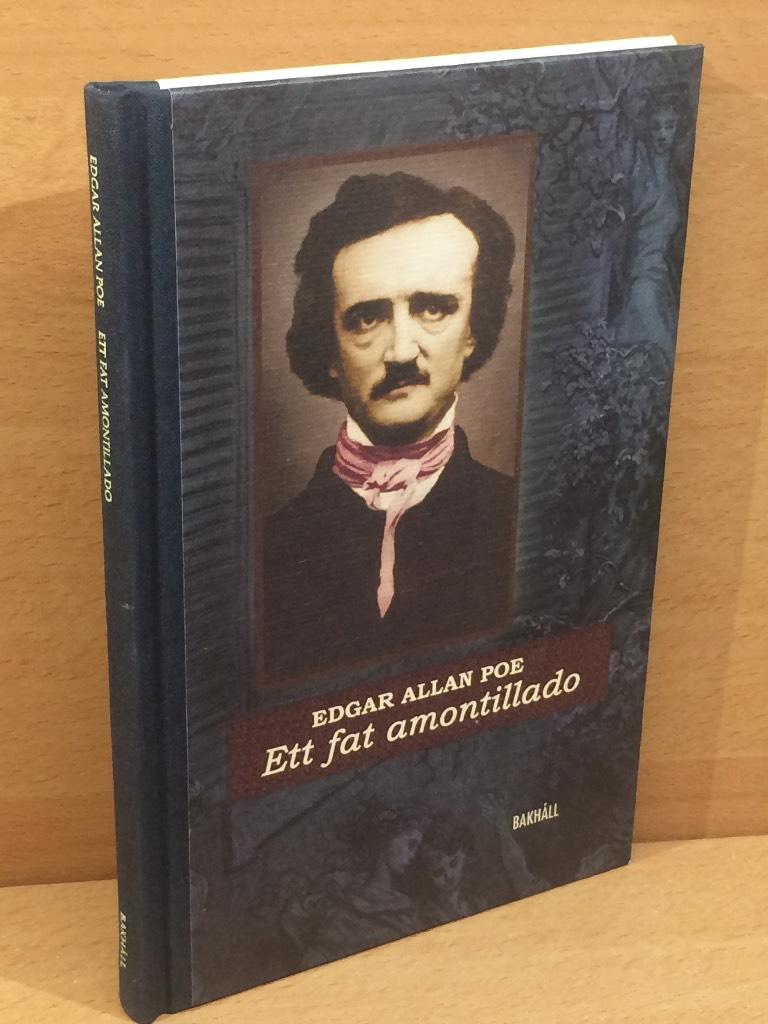 EDGAR ALLAN POE ETT FAT AMONTILLADO BAKHÅLL
EDGAR ALLAN POE
Ett fat amontillado
BAKHÅLL